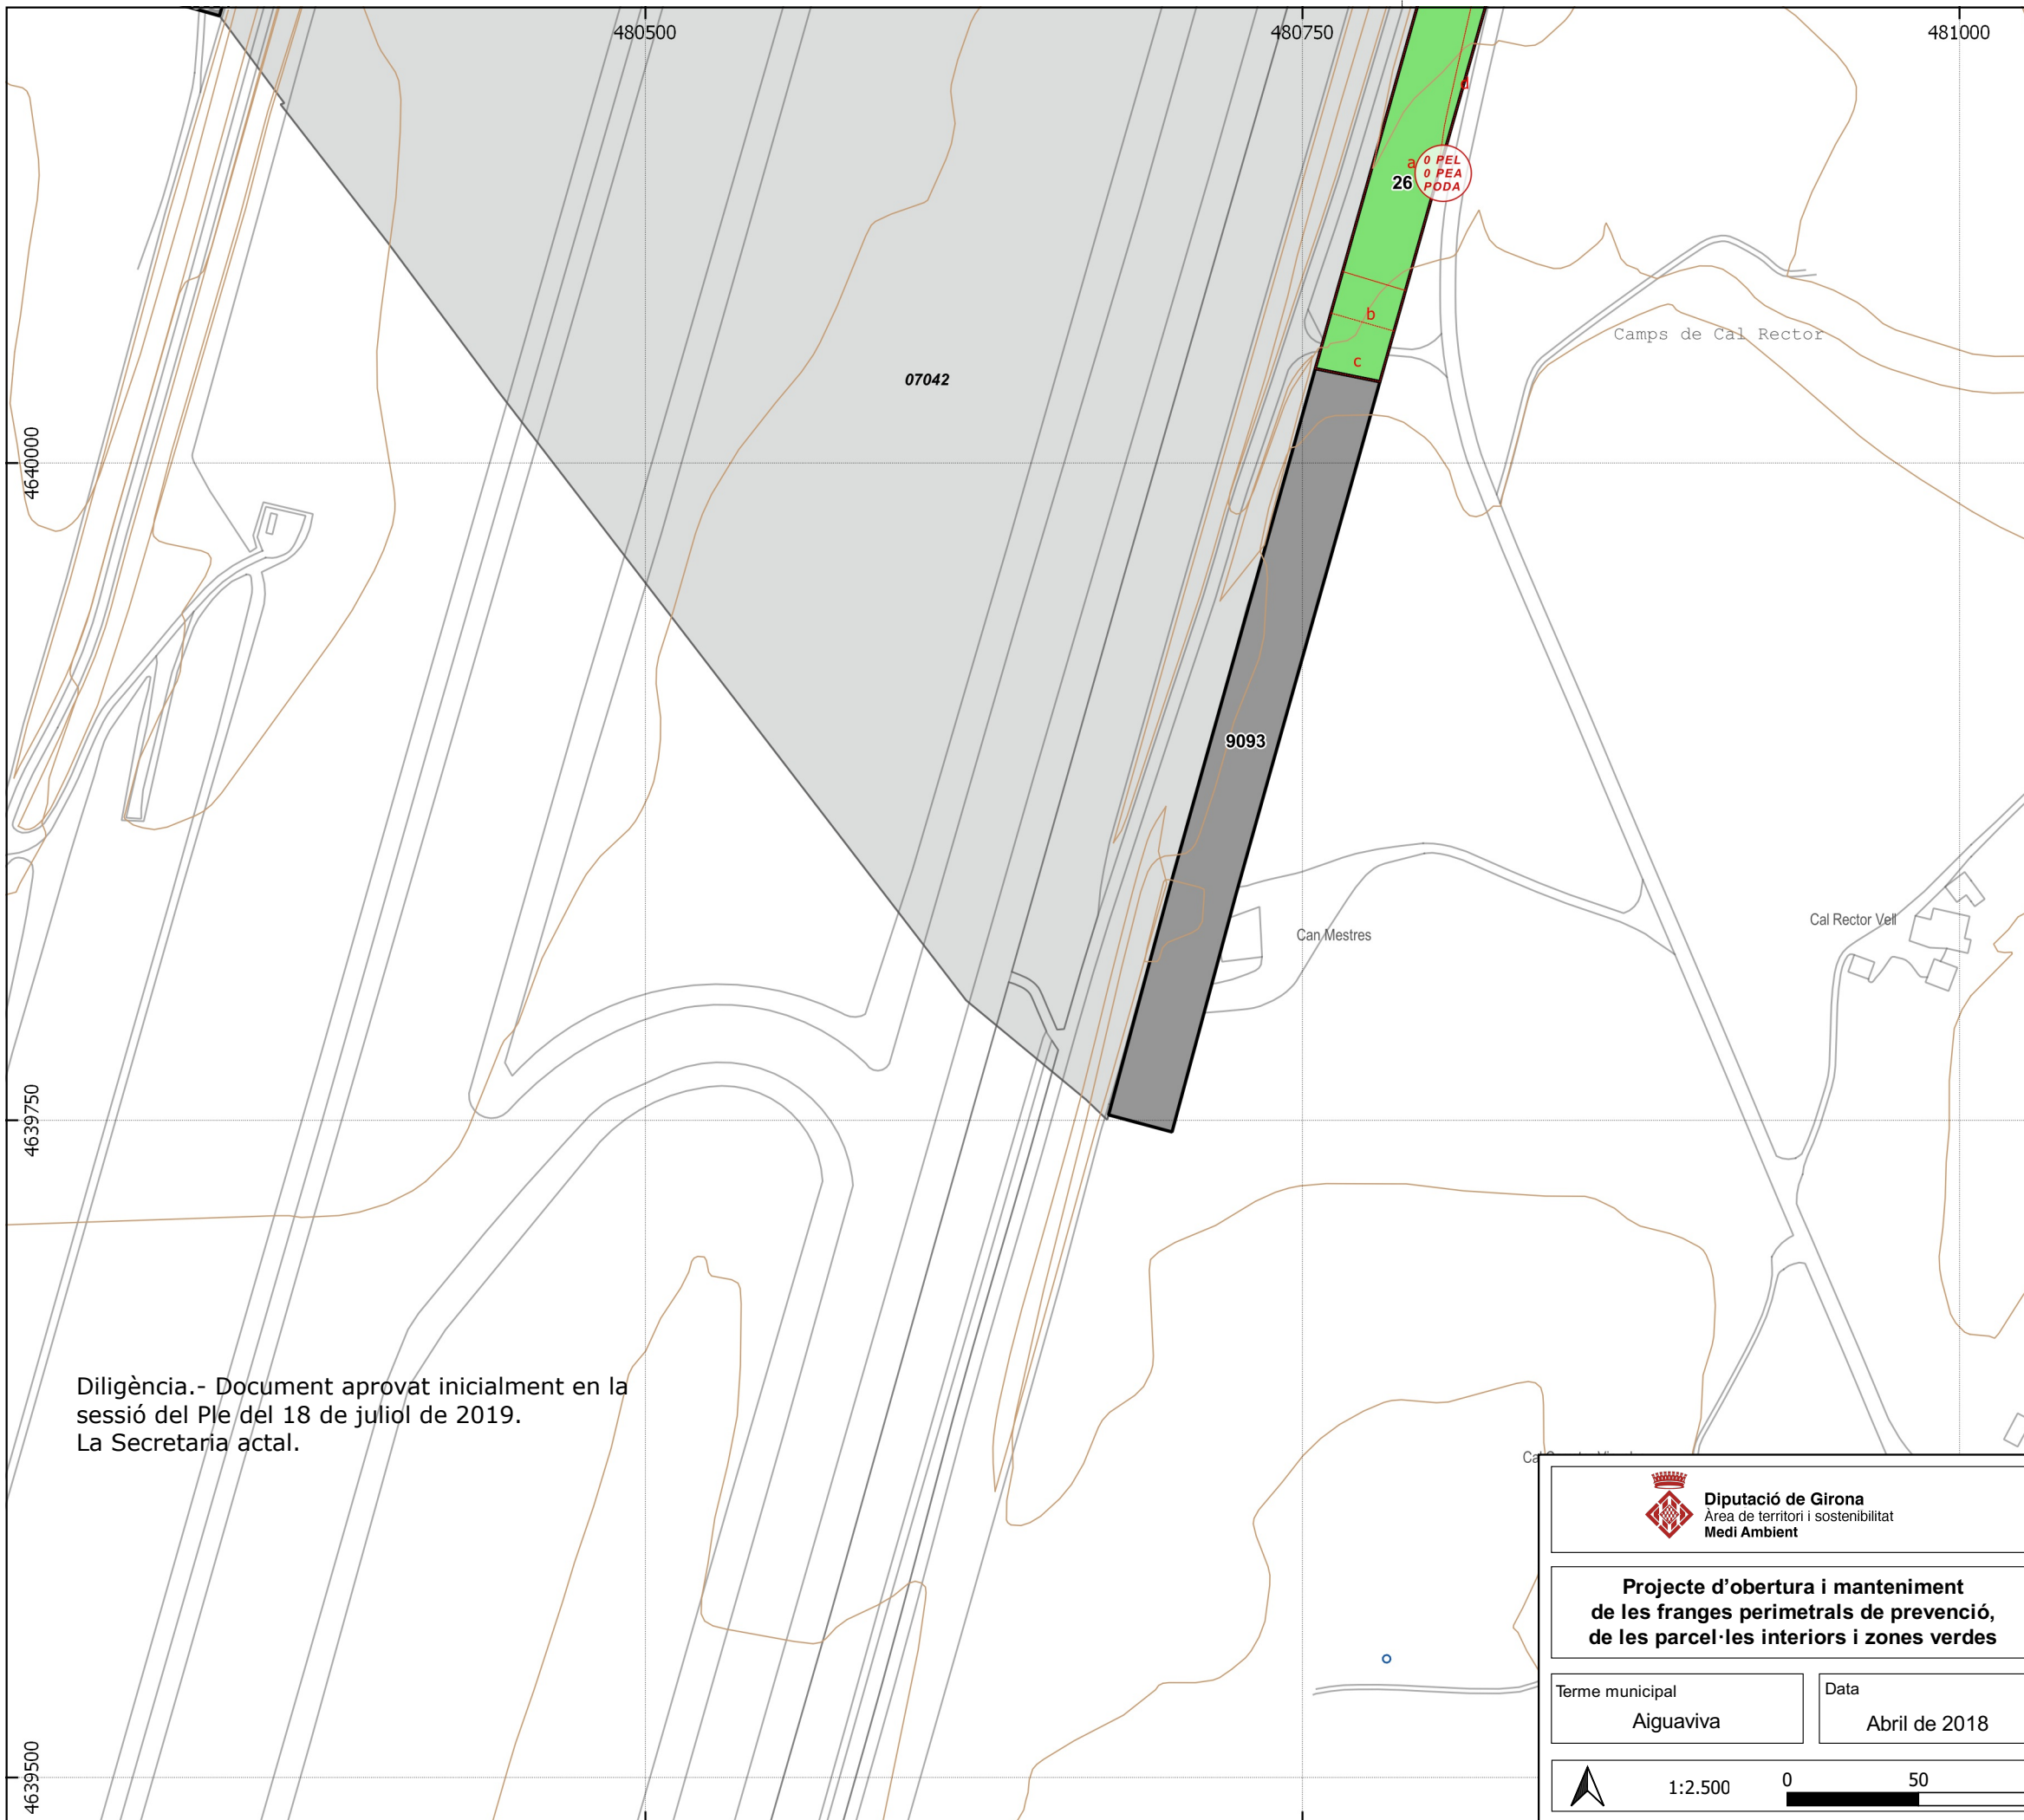 480500
480750
481000
d
a
0 PEL
0 PEA
PODA
26
b
Camps de Cal Rector
c
07042
4640000
9093
Cal Rector Vell
Can Mestres
4639750
Diligència.- Document aprovat inicialment en la
sessió del Ple del 18 de juliol de 2019.
La Secretaria actal.
Diputació de Girona
Àrea de territori i sostenibilitat
Medi Ambient
Projecte d'obertura i manteniment
de les franges perimetrals de prevenció,
de les parcel·les interiors i zones verdes
Terme municipal
Aiguaviva
Data
Abril de 2018
4639500
1:2.500
0
50